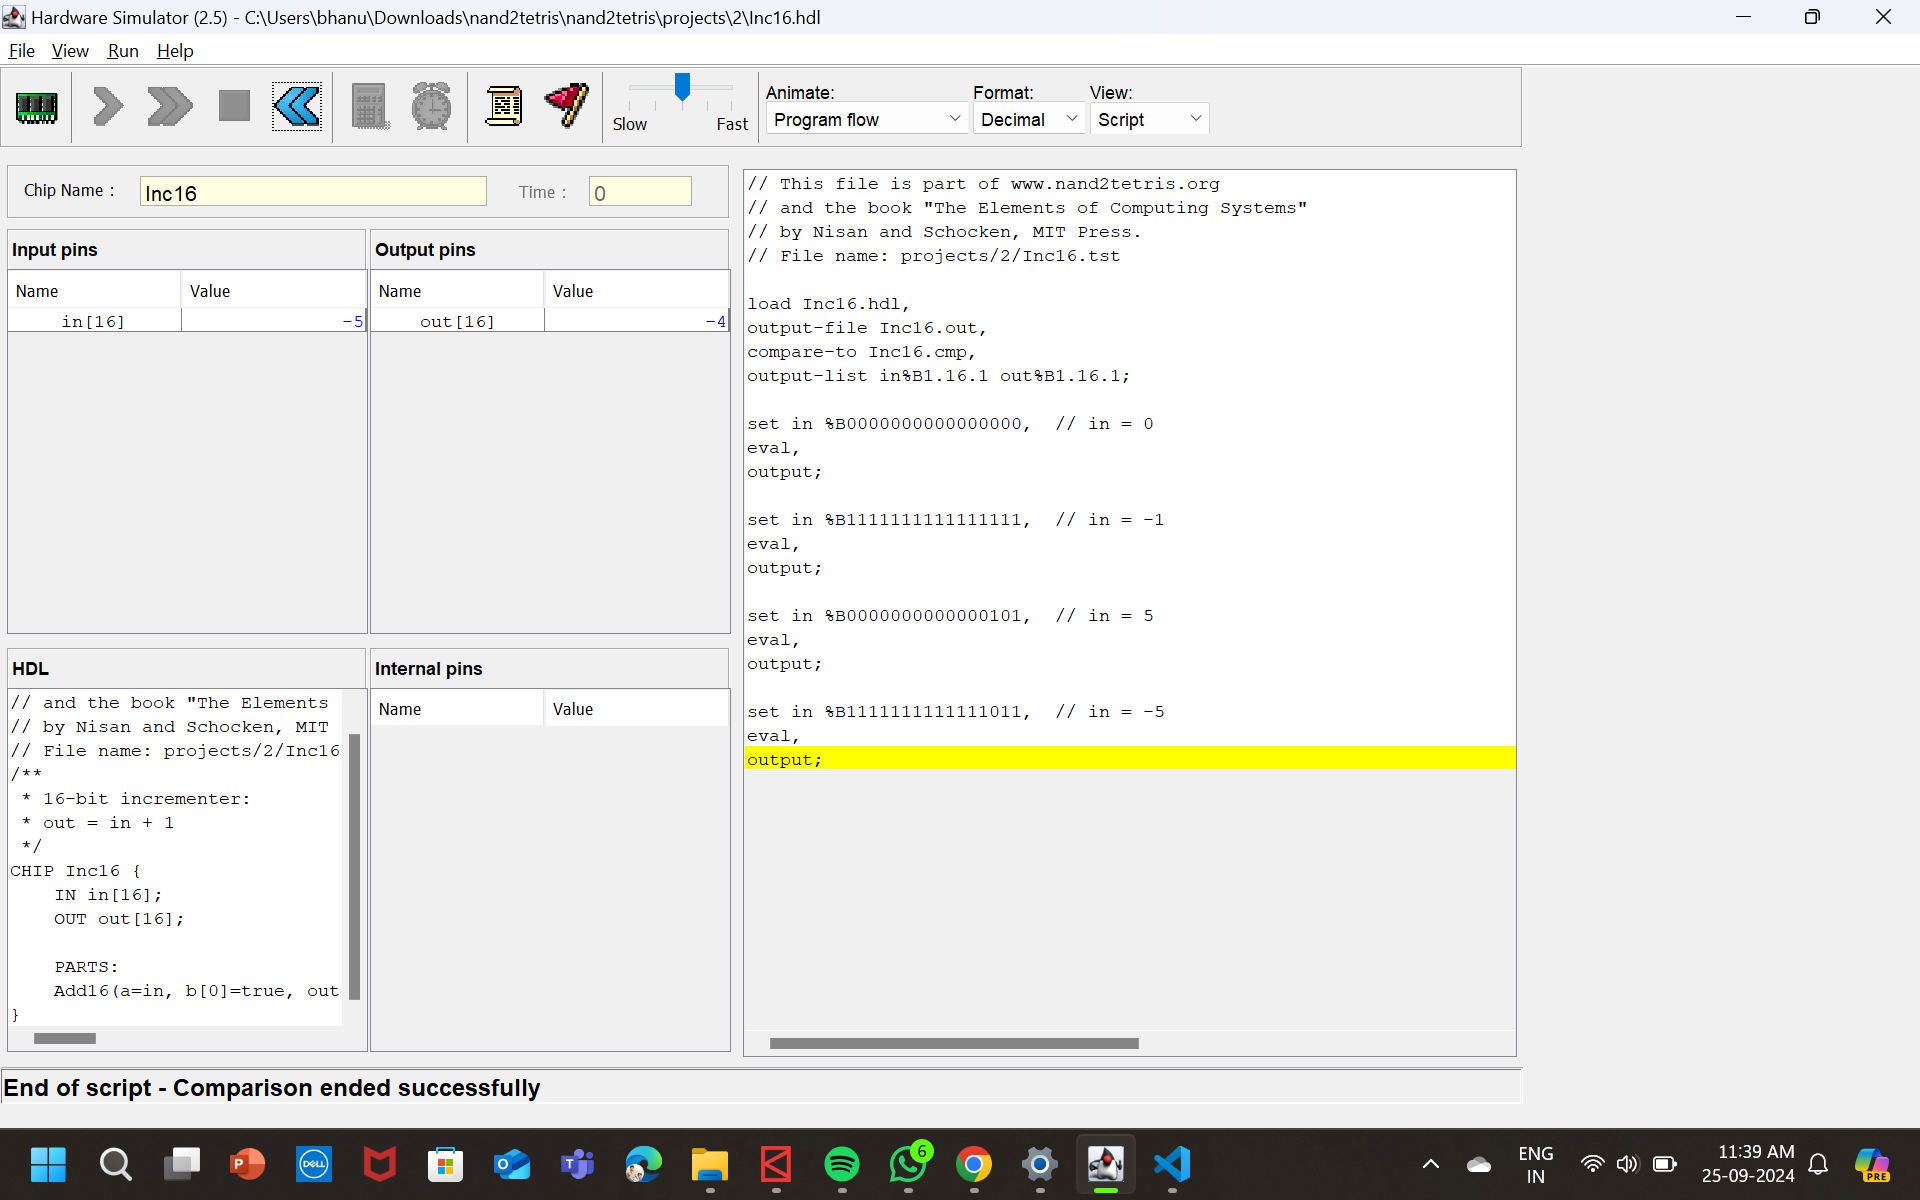 Hardware Simulator (2.5) - C:\Users\bhanu\Downloads\nand2tetris\nand2tetris\projects\2\Inc16.hdl
File View Run Help
Slow Fast
Animate: Format: View:
Program flow Decimal Script
Chip Name : Inc16 Time : 0
Input pins
Name Value
in[16] -5
Output pins
Name Value
out[16] -4
HDL
// and the book "The Elements
// by Nisan and Schocken, MIT
// File name: projects/2/Inc16
/**
* 16-bit incrementer:
* out = in + 1
*/
CHIP Inc16 {
IN in[16];
OUT out[16];
PARTS:
Add16(a=in, b[0]=true, out
}
Internal pins
Name Value
// This file is part of www.nand2tetris.org
// and the book "The Elements of Computing Systems"
// by Nisan and Schocken, MIT Press.
// File name: projects/2/Inc16.tst
load Inc16.hdl,
output-file Inc16.out,
compare-to Inc16.cmp,
output-list in%B1.16.1 out%B1.16.1;
set in %B0000000000000000, // in = 0
eval,
output;
set in %B1111111111111111, // in = -1
eval,
output;
set in %B0000000000000101, // in = 5
eval,
output;
set in %B1111111111111011, // in = -5
eval,
output;
End of script - Comparison ended successfully
P
DELL
6
ENG
IN
11:39 AM
25-09-2024
PRE